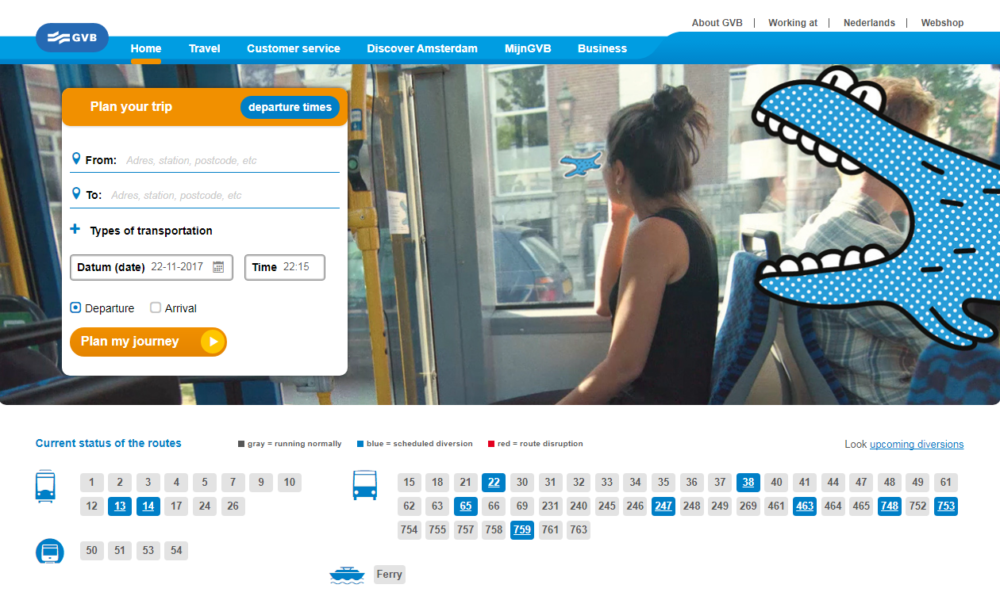 About GVB | Working at | Nederlands | Webshop
GVB
Home Travel Customer service Discover Amsterdam MijnGVB Business
Plan your trip departure times
From: Adres, station, postcode, etc
To: Adres, station, postcode, etc
+ Types of transportation
Datum (date) 22-11-2017 Time 22:15
Departure Arrival
Plan my journey
Current status of the routes gray = running normally blue = scheduled diversion red = route disruption Look upcoming diversions
1 2 3 4 5 7 9 10
12 13 14 17 24 26
50 51 53 54
15 18 21 22 30 31 32 33 34 35 36 37 38 40 41 44 47 48 49 61
62 63 65 66 69 231 240 245 246 247 248 249 269 461 463 464 465 748 752 753
754 755 757 758 759 761 763
Ferry